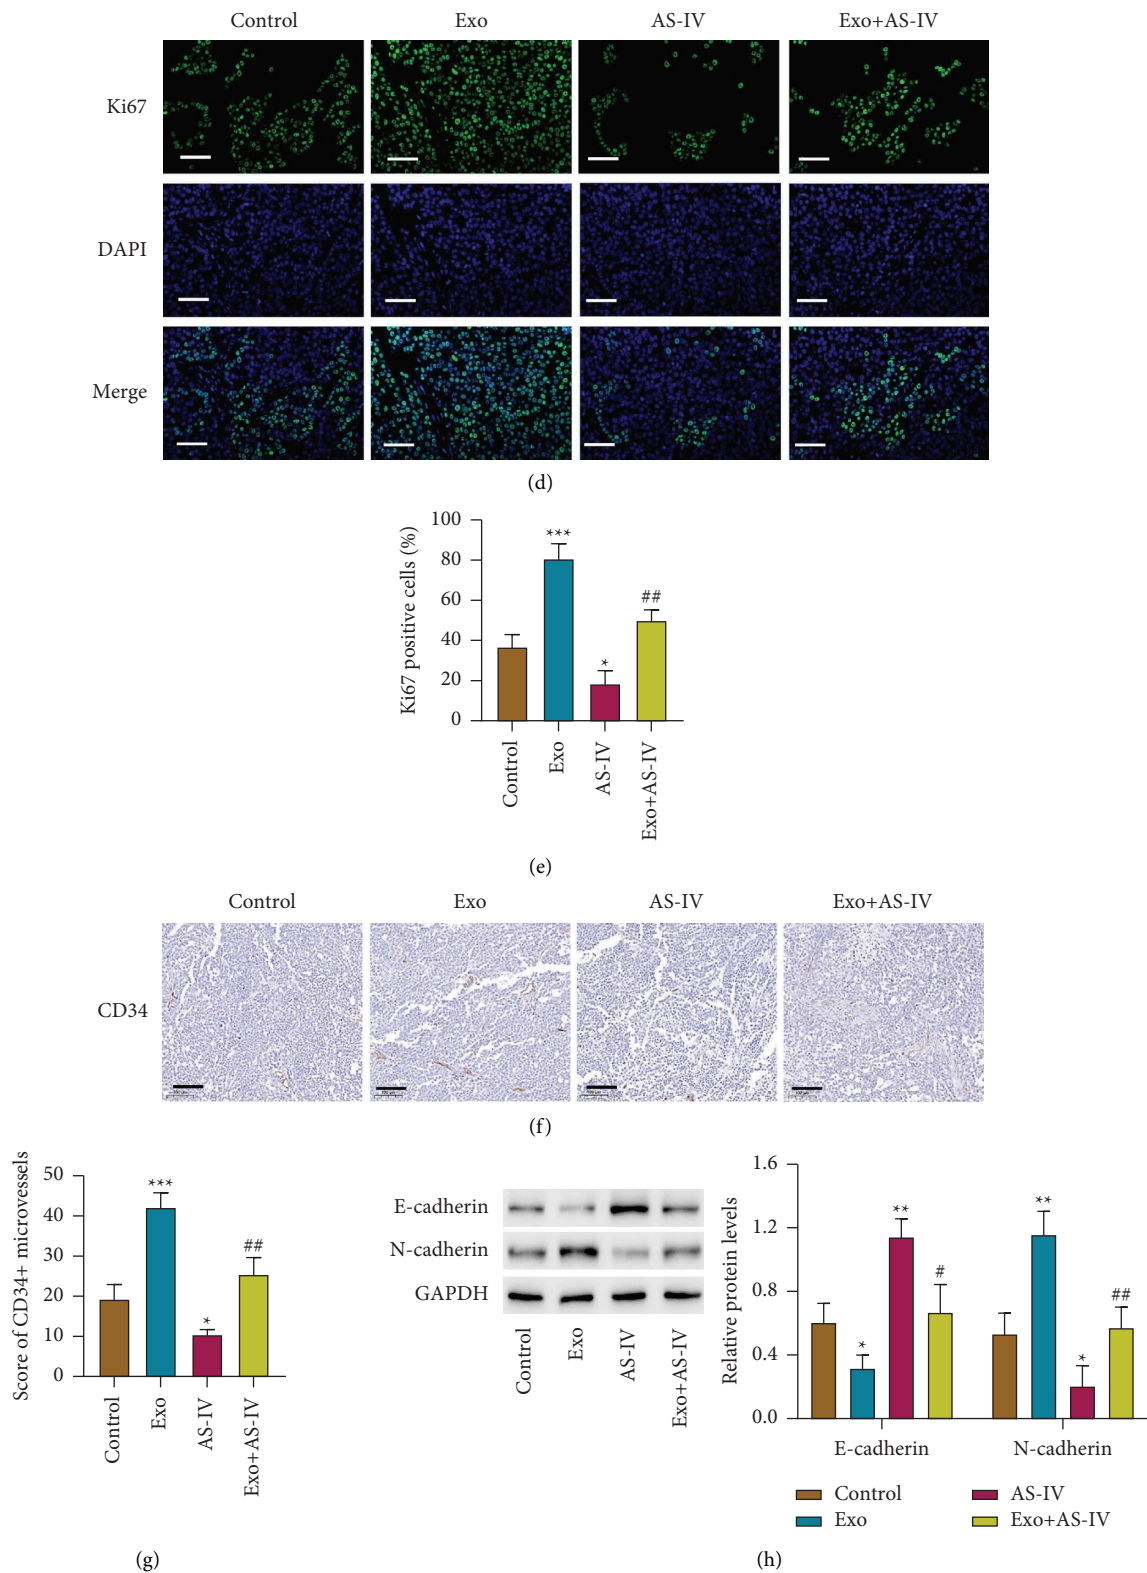 Control Exo AS-IV Exo+AS-IV
Ki67
DAPI
Merge
(d)
Ki67 positive cells (%)
100
80
60
40
20
0
***
*
##
Control
Exo
AS-IV
Exo+AS-IV
(e)
Control Exo AS-IV Exo+AS-IV
CD34
(f)
Score of CD34+ microvessels
50
40
30
20
10
0
***
*
##
Control
Exo
AS-IV
Exo+AS-IV
(g)
E-cadherin
N-cadherin
GAPDH
Control
Exo
AS-IV
Exo+AS-IV
Relative protein levels
1.6
1.2
0.8
0.4
0.0
*
**
#
**
*
##
E-cadherin N-cadherin
Control AS-IV
Exo Exo+AS-IV
(h)